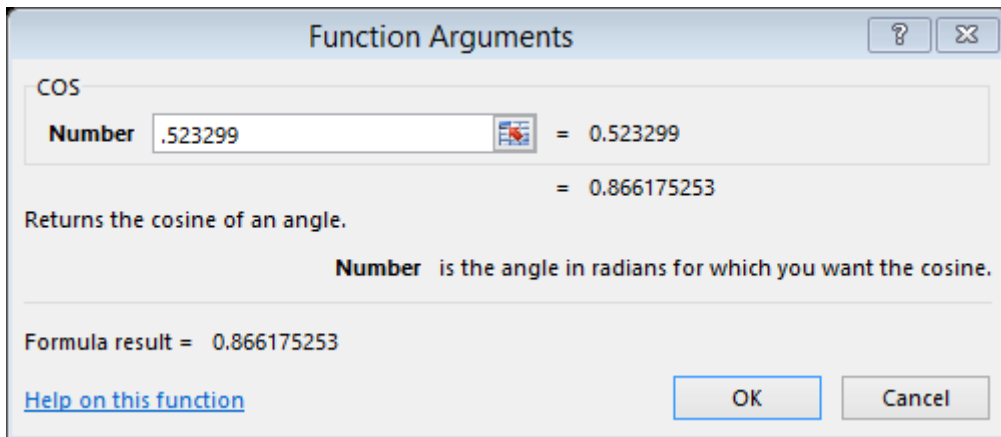 Function Arguments
COS
Number .523299 = 0.523299
= 0.866175253
Returns the cosine of an angle.
Number is the angle in radians for which you want the cosine.
Formula result = 0.866175253
Help on this function
OK Cancel